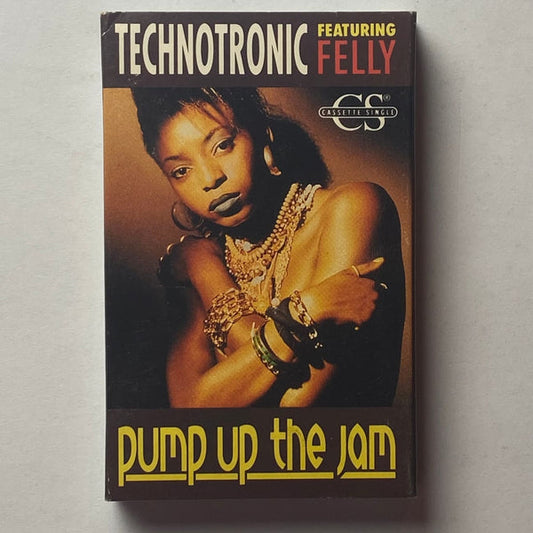 TECHNOTRONIC FEATURING FELLY
CS®
CASSETTE SINGLE
pump up the jam